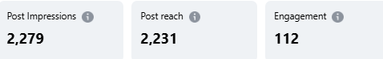 Post Impressions Post reach Engagement
2,279 2,231 112